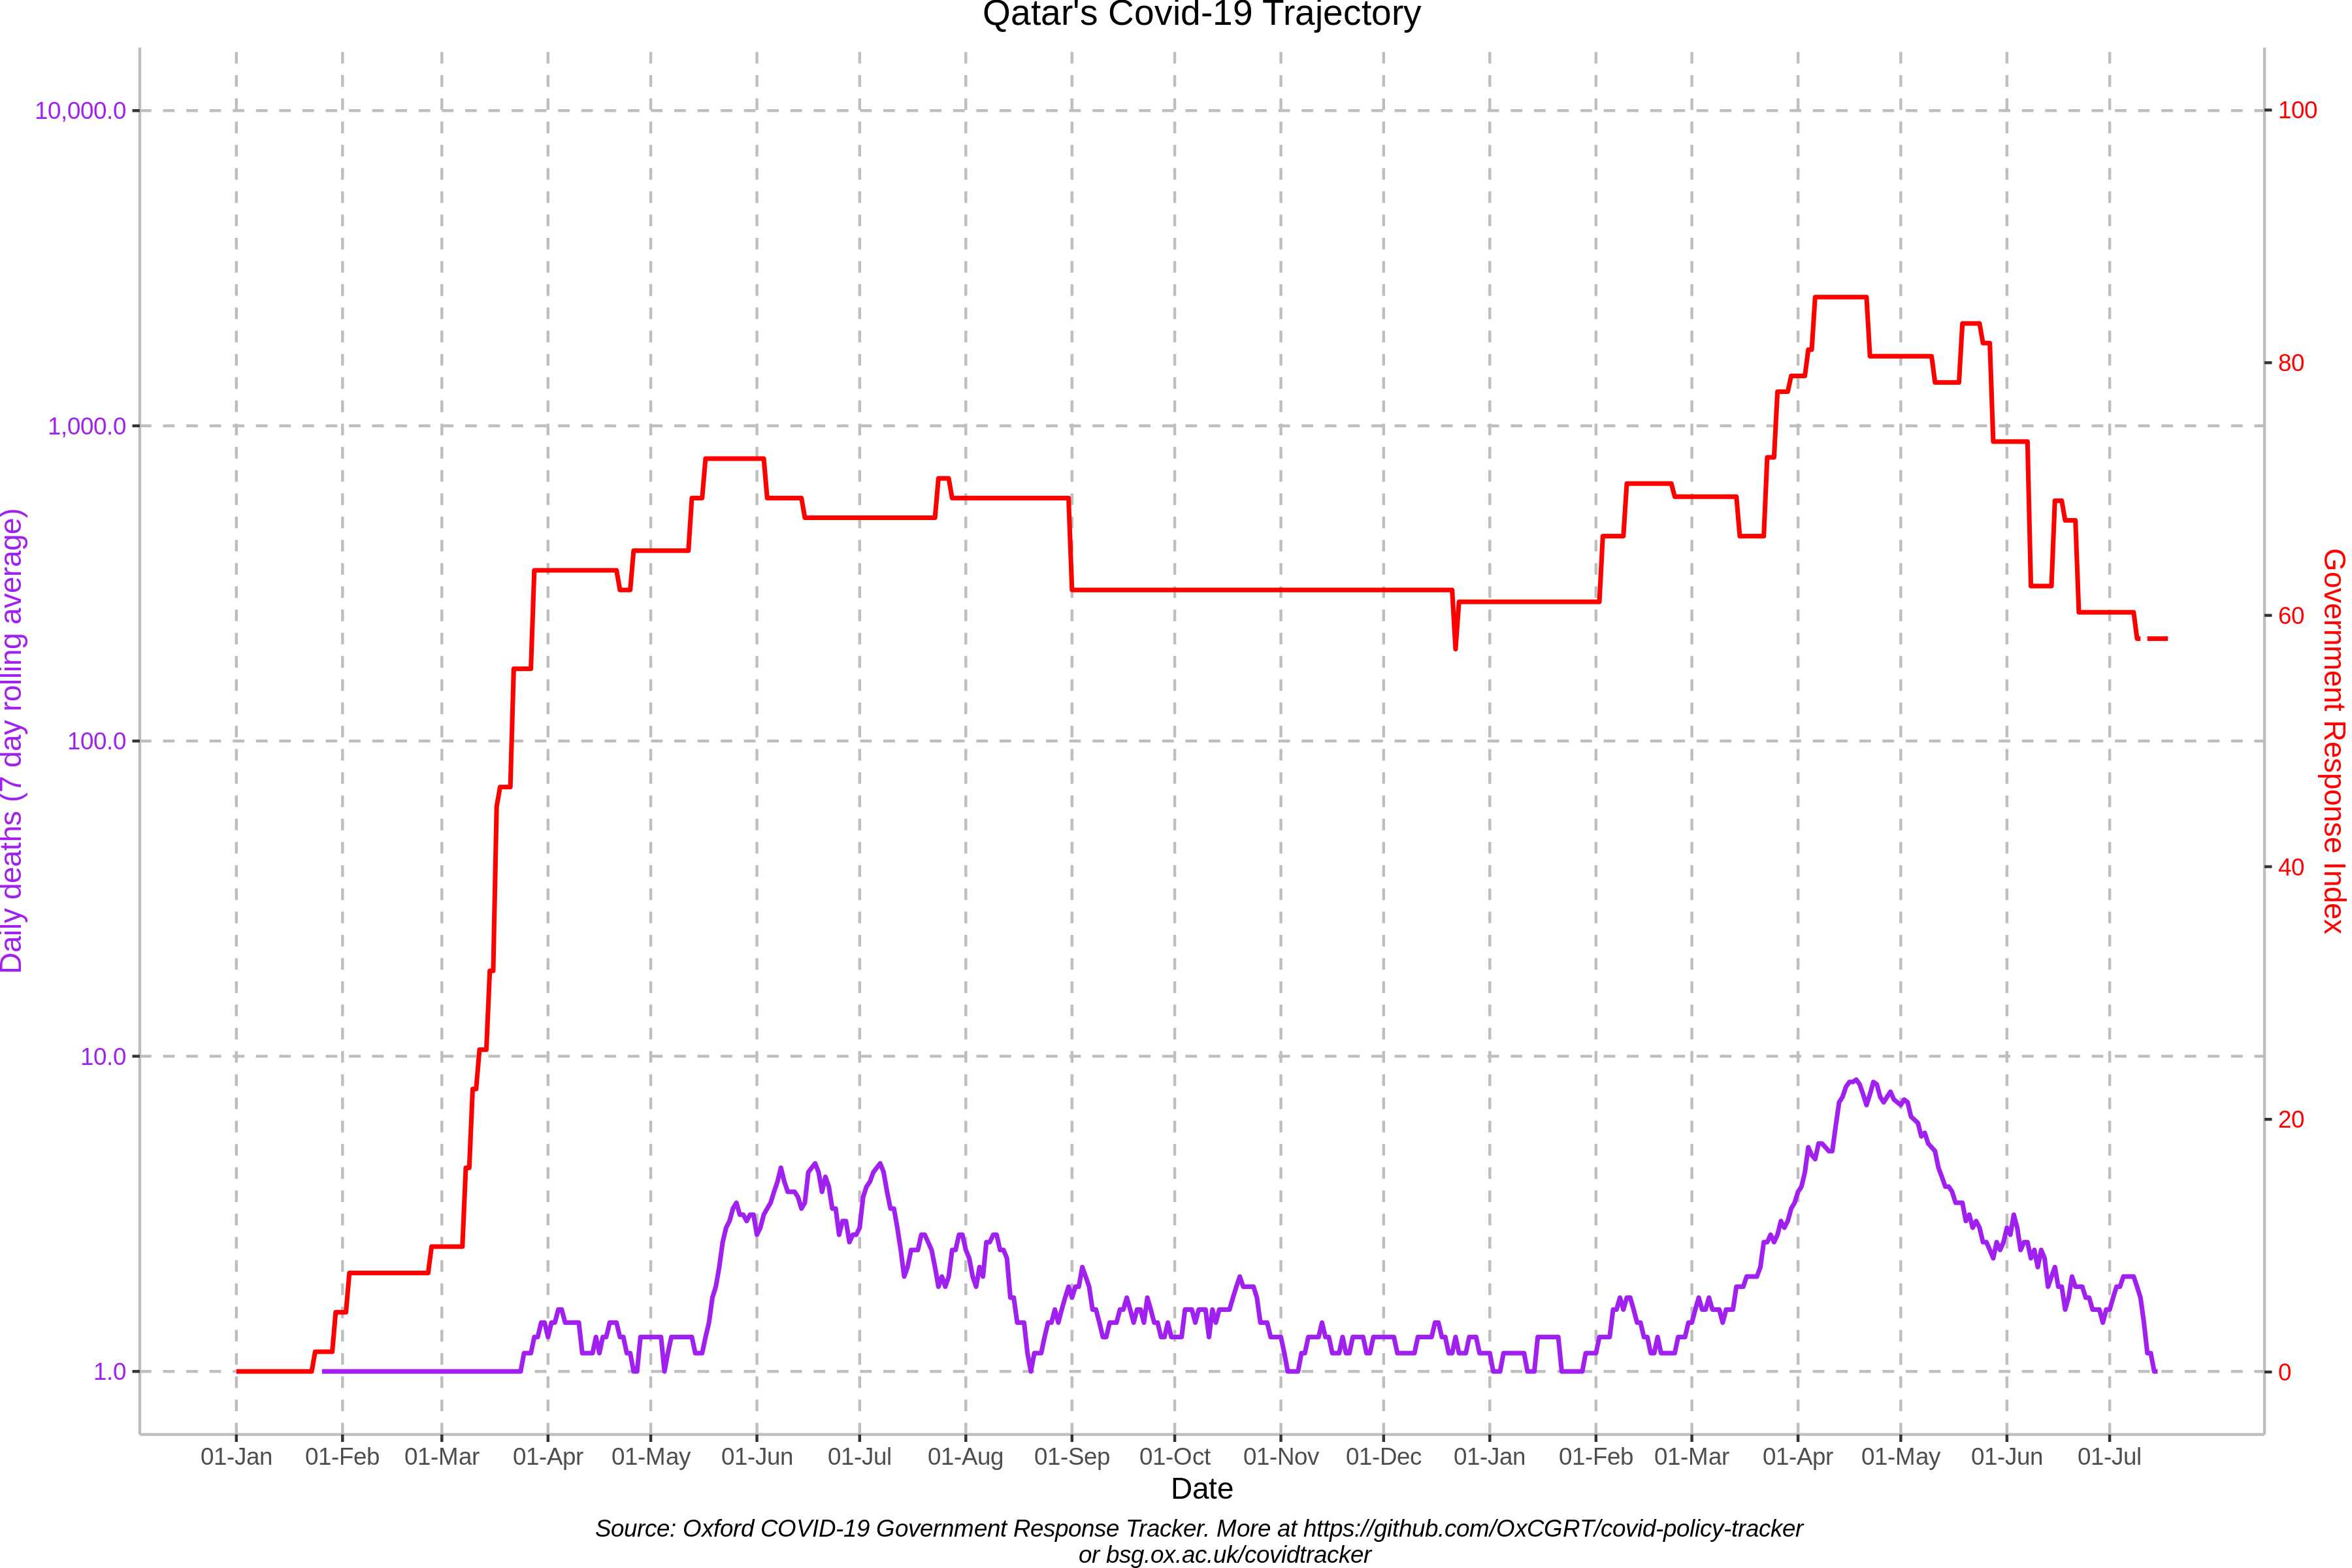 Qatar's Covid-19 Trajectory
10,000.0
1,000.0
100.0
10.0
1.0
Daily deaths (7 day rolling average)
100
80
60
40
20
0
Government Response Index
01-Jan 01-Feb 01-Mar 01-Apr 01-May 01-Jun 01-Jul 01-Aug 01-Sep 01-Oct 01-Nov 01-Dec 01-Jan 01-Feb 01-Mar 01-Apr 01-May 01-Jun 01-Jul
Date
Source: Oxford COVID-19 Government Response Tracker. More at https://github.com/OxCGRT/covid-policy-tracker
or bsg.ox.ac.uk/covidtracker